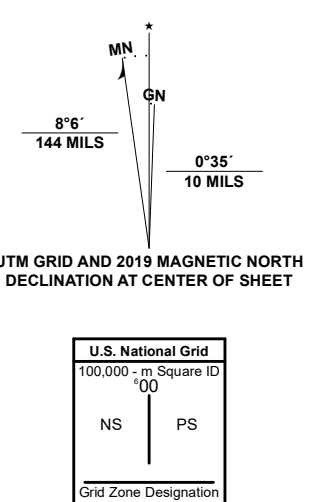 ★
MN
GN
8°6´
144 MILS
0°35´
10 MILS
UTM GRID AND 2019 MAGNETIC NORTH
DECLINATION AT CENTER OF SHEET
U.S. National Grid
100,000 - m Square ID
⁶00
NS PS
Grid Zone Designation